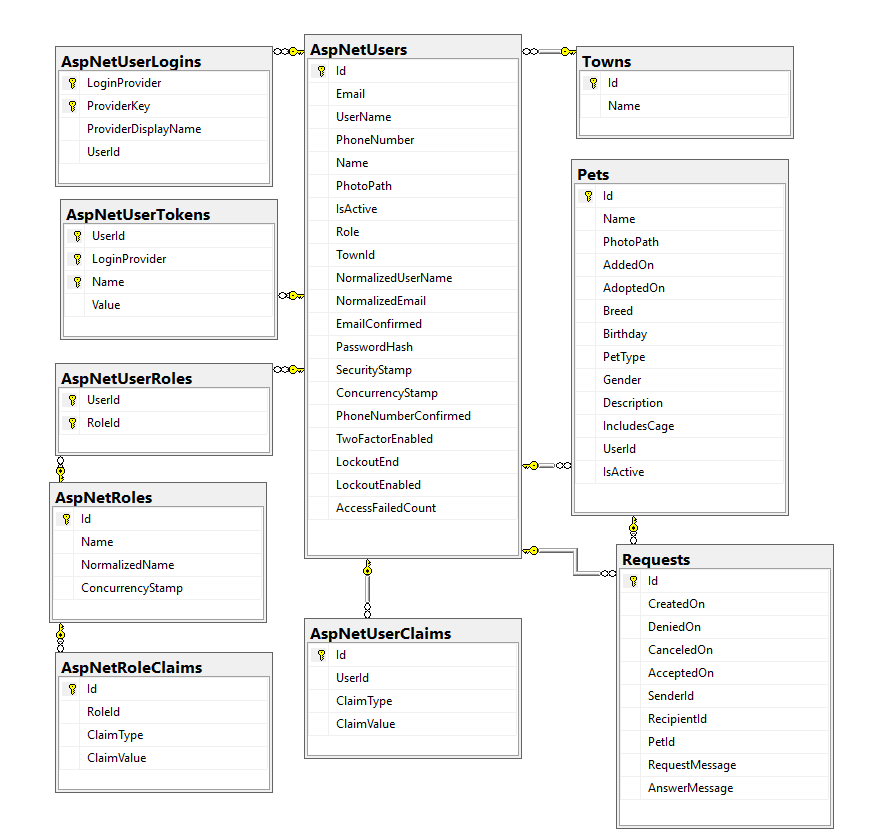 AspNetUserLogins
LoginProvider
ProviderKey
ProviderDisplayName
UserId
AspNetUserTokens
UserId
LoginProvider
Name
Value
AspNetUserRoles
UserId
RoleId
AspNetRoles
Id
Name
NormalizedName
ConcurrencyStamp
AspNetRoleClaims
Id
RoleId
ClaimType
ClaimValue
AspNetUsers
Id
Email
UserName
PhoneNumber
Name
PhotoPath
IsActive
Role
TownId
NormalizedUserName
NormalizedEmail
EmailConfirmed
PasswordHash
SecurityStamp
ConcurrencyStamp
PhoneNumberConfirmed
TwoFactorEnabled
LockoutEnd
LockoutEnabled
AccessFailedCount
AspNetUserClaims
Id
UserId
ClaimType
ClaimValue
Towns
Id
Name
Pets
Id
Name
PhotoPath
AddedOn
AdoptedOn
Breed
Birthday
PetType
Gender
Description
IncludesCage
UserId
IsActive
Requests
Id
CreatedOn
DeniedOn
CanceledOn
AcceptedOn
SenderId
RecipientId
PetId
RequestMessage
AnswerMessage